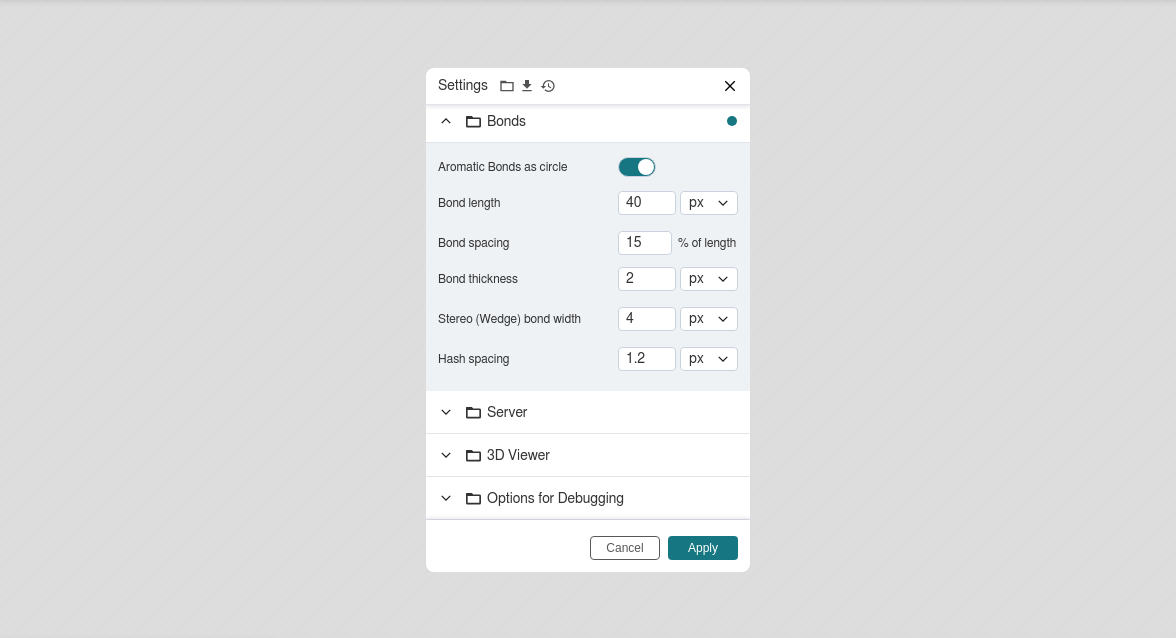 Settings
Bonds
Aromatic Bonds as circle
Bond length 40 px
Bond spacing 15 % of length
Bond thickness 2 px
Stereo (Wedge) bond width 4 px
Hash spacing 1.2 px
Server
3D Viewer
Options for Debugging
Cancel Apply